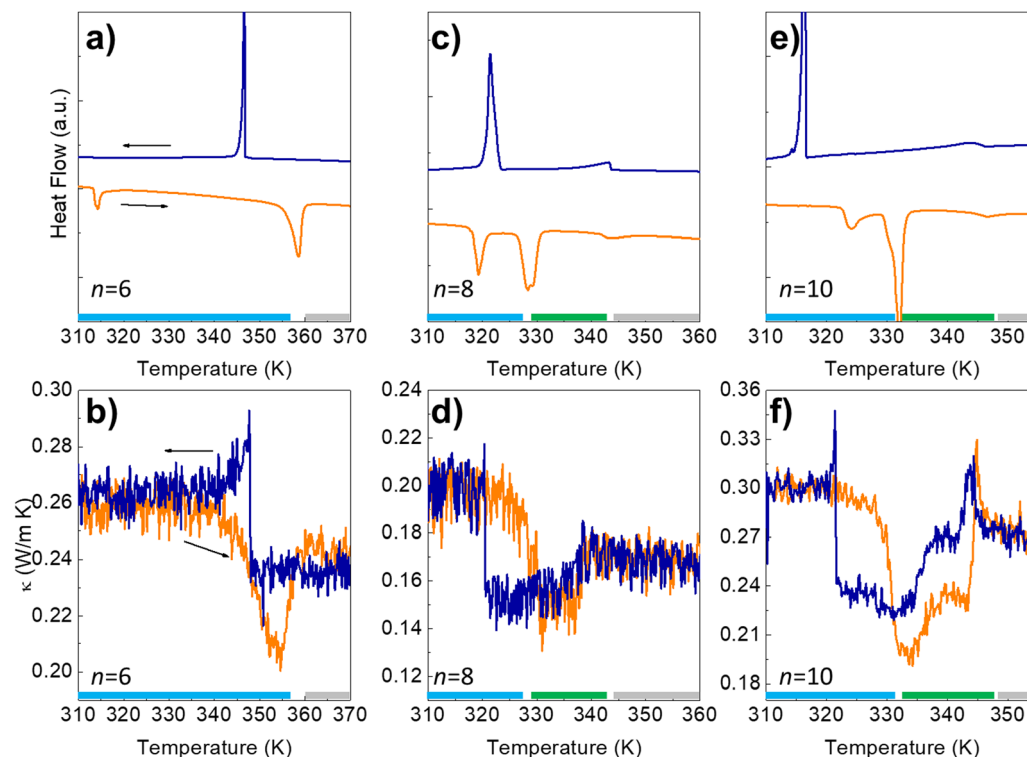 a)
c)
e)
Heat Flow (a.u.)
n=6
n=8
n=10
310 320 330 340 350 360 370
310 320 330 340 350 360
310 320 330 340 350
Temperature (K)
Temperature (K)
Temperature (K)
b)
d)
f)
κ (W/m K)
0.30
0.28
0.26
0.24
0.22
0.20
0.24
0.22
0.20
0.18
0.16
0.14
0.12
0.36
0.33
0.30
0.27
0.24
0.21
0.18
n=6
n=8
n=10
310 320 330 340 350 360 370
310 320 330 340 350 360
310 320 330 340 350
Temperature (K)
Temperature (K)
Temperature (K)